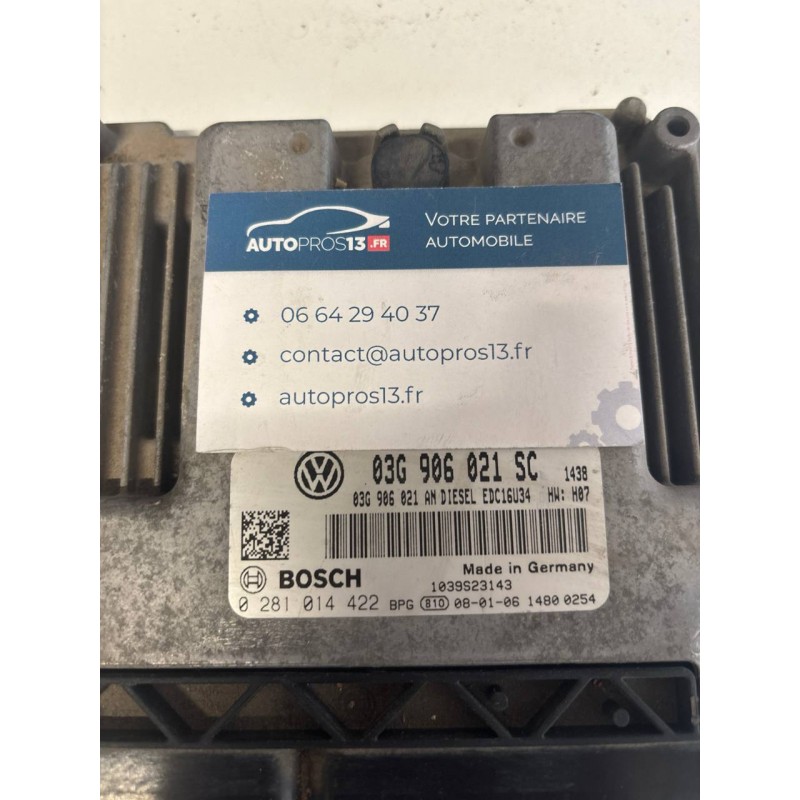 AUTOPROS13.FR
VOTRE PARTENAIRE
AUTOMOBILE
06 64 29 40 37
contact@autopros13.fr
autopros13.fr
VW 03G 906 021 SC 1438
03G 906 021 AN DIESEL EDC16U34 HW: H07
Made in Germany
BOSCH 1039S23143
0 281 014 422 BPG 810 08-01-06 1480 0254